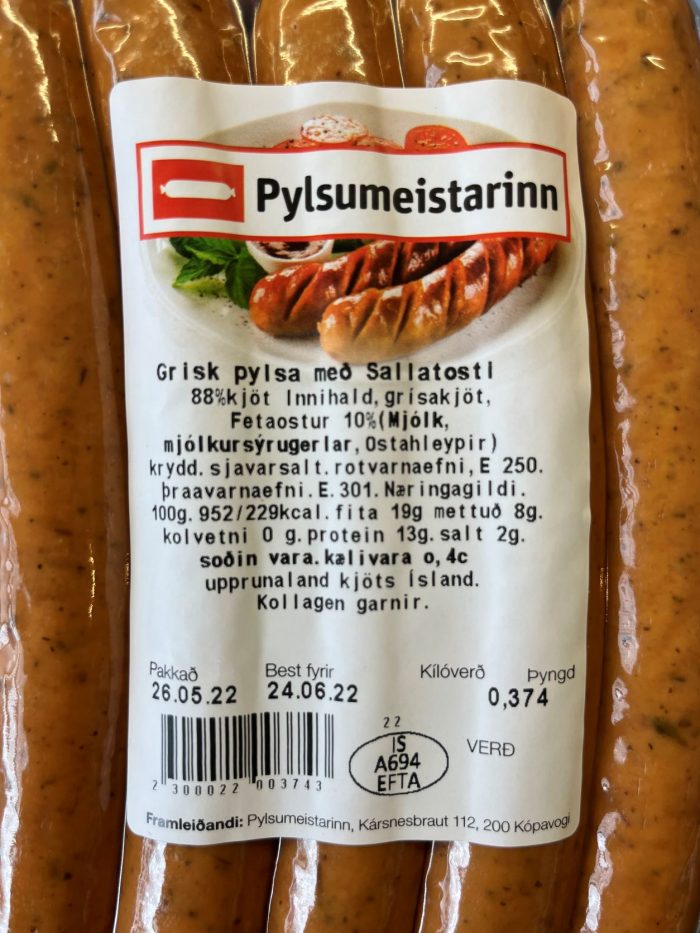 Pylsumeistarinn
Grisk pylsa með Sallatosti
88%kjöt Innihald, grísakjöt,
Fetaostur 10%(Mjólk,
mjólkursýrugerlar, Ostahleypir)
krydd. sjavarsalt. rotvarnaefni, E 250.
þraavarnaefni. E. 301. Næringagildi.
100g. 952/229kcal. fita 19g mettuð 8g.
kolvetni 0 g. protein 13g. salt 2g.
soðin vara. kælivara o, 4c
upprunaland kjöts Ísland.
Kollagen garnir.
Pakkað Best fyrir Kílóverð Þyngd
26.05.22 24.06.22 0,374
22
IS
A694
EFTA
VERÐ
2 300022 003743
Framleiðandi: Pylsumeistarinn, Kársnesbraut 112, 200 Kópavogi